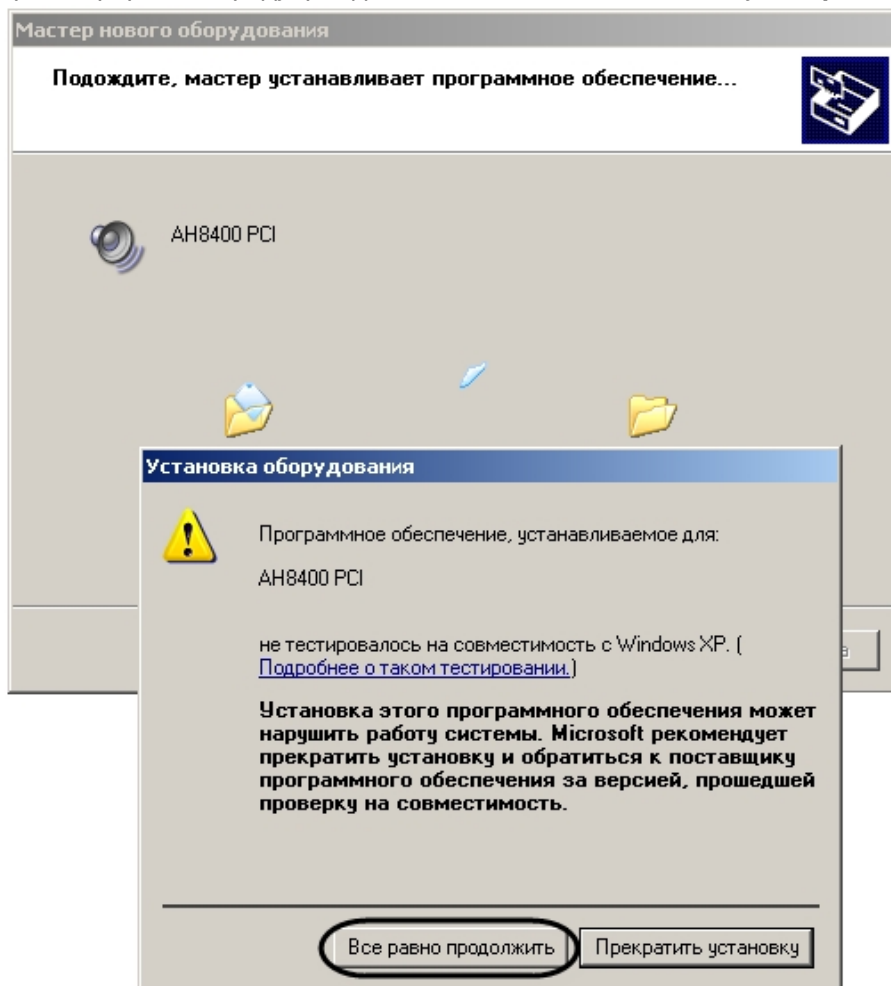 Мастер нового оборудования
Подождите, мастер устанавливает программное обеспечение...
AH8400 PCI
Установка оборудования
Программное обеспечение, устанавливаемое для:
AH8400 PCI
не тестировалось на совместимость с Windows XP. (
Подробнее о таком тестировании.)
Установка этого программного обеспечения может
нарушить работу системы. Microsoft рекомендует
прекратить установку и обратиться к поставщику
программного обеспечения за версией, прошедшей
проверку на совместимость.
Все равно продолжить
Прекратить установку